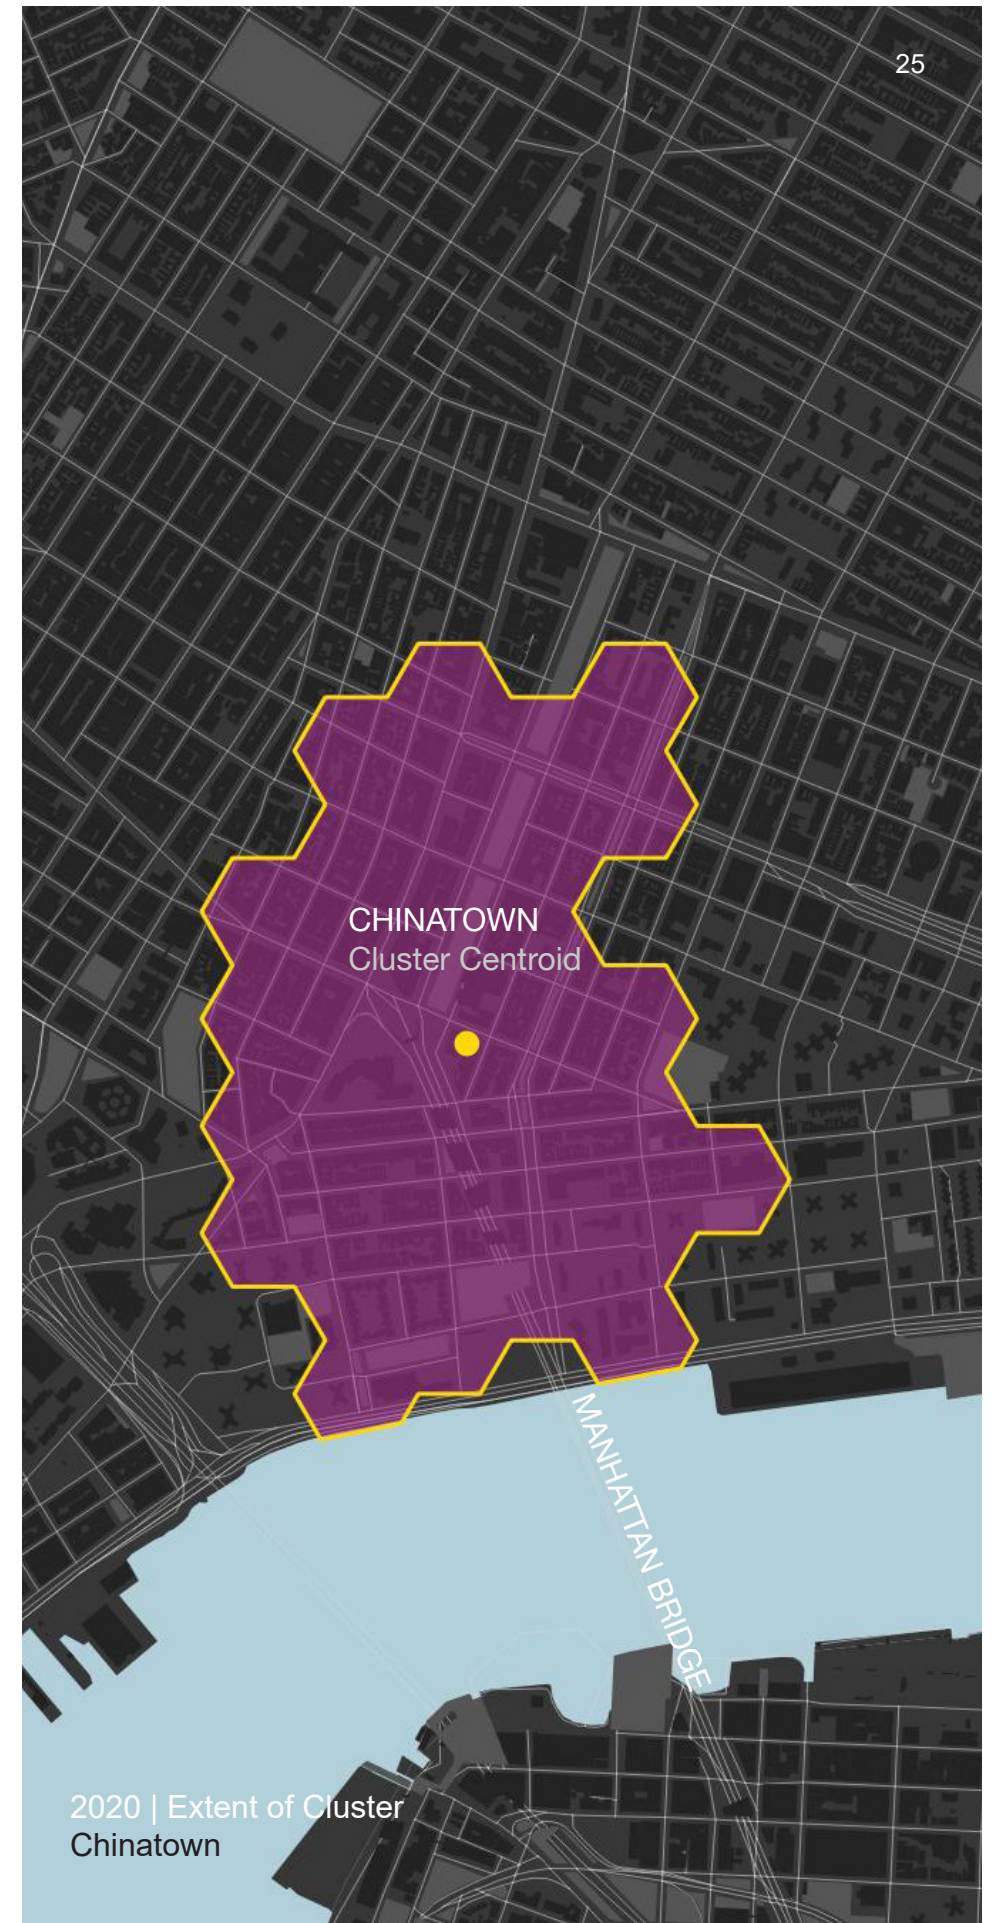 25
CHINATOWN
Cluster Centroid
MANHATTAN BRIDGE
2020 | Extent of Cluster
Chinatown